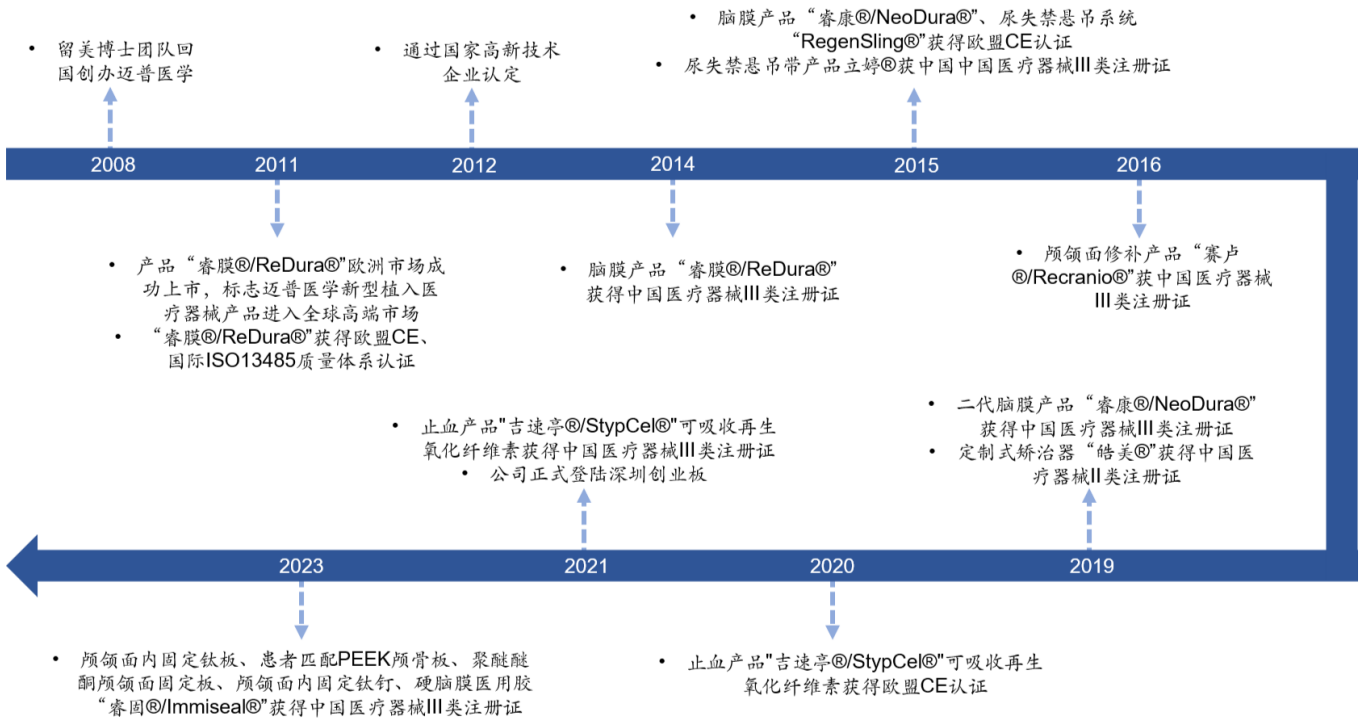 • 留美博士团队回
国创办迈普医学
• 通过国家高新技术
企业认定
• 脑膜产品“睿康®/NeoDura®”、尿失禁悬吊系统
“RegenSling®”获得欧盟CE认证
• 尿失禁悬吊带产品立婷®获中国中国医疗器械III类注册证
2008
2011
2012
2014
2015
2016
• 产品“睿膜®/ReDura®”欧洲市场成
功上市，标志迈普医学新型植入医
疗器械产品进入全球高端市场
• “睿膜®/ReDura®”获得欧盟CE、
国际ISO13485质量体系认证
• 脑膜产品“睿膜®/ReDura®”
获得中国医疗器械III类注册证
• 颅颌面修补产品“赛卢
®/Recranio®”获中国医疗器械
III类注册证
• 二代脑膜产品“睿康®/NeoDura®”
获得中国医疗器械III类注册证
• 定制式矫治器“皓美®”获得中国医
疗器械II类注册证
• 止血产品"吉速亭®/StypCel®"可吸收再生
氧化纤维素获得中国医疗器械III类注册证
• 公司正式登陆深圳创业板
2023
2021
2020
2019
• 颅颌面内固定钛板、患者匹配PEEK颅骨板、聚醚醚
酮颅颌面固定板、颅颌面内固定钛钉、硬脑膜医用胶
“睿固®/Immiseal®”获得中国医疗器械III类注册证
• 止血产品"吉速亭®/StypCel®"可吸收再生
氧化纤维素获得欧盟CE认证